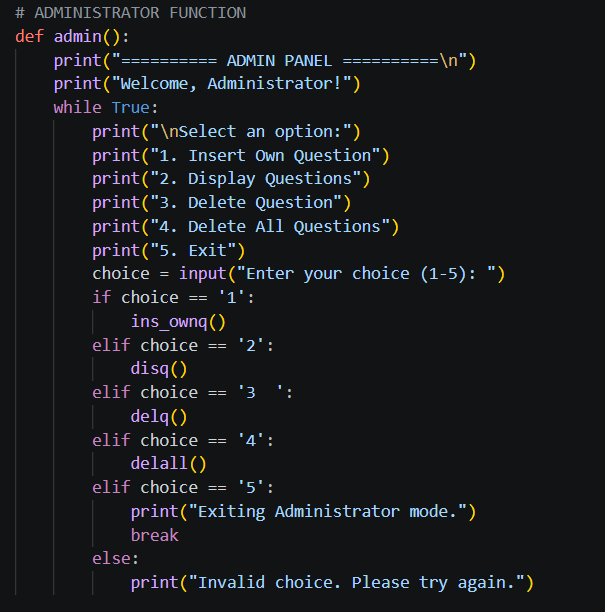 # ADMINISTRATOR FUNCTION
def admin():
    print("========== ADMIN PANEL ==========\n")
    print("Welcome, Administrator!")
    while True:
        print("\nSelect an option:")
        print("1. Insert Own Question")
        print("2. Display Questions")
        print("3. Delete Question")
        print("4. Delete All Questions")
        print("5. Exit")
        choice = input("Enter your choice (1-5): ")
        if choice == '1':
            ins_ownq()
        elif choice == '2':
            disq()
        elif choice == '3  ':
            delq()
        elif choice == '4':
            delall()
        elif choice == '5':
            print("Exiting Administrator mode.")
            break
        else:
            print("Invalid choice. Please try again.")